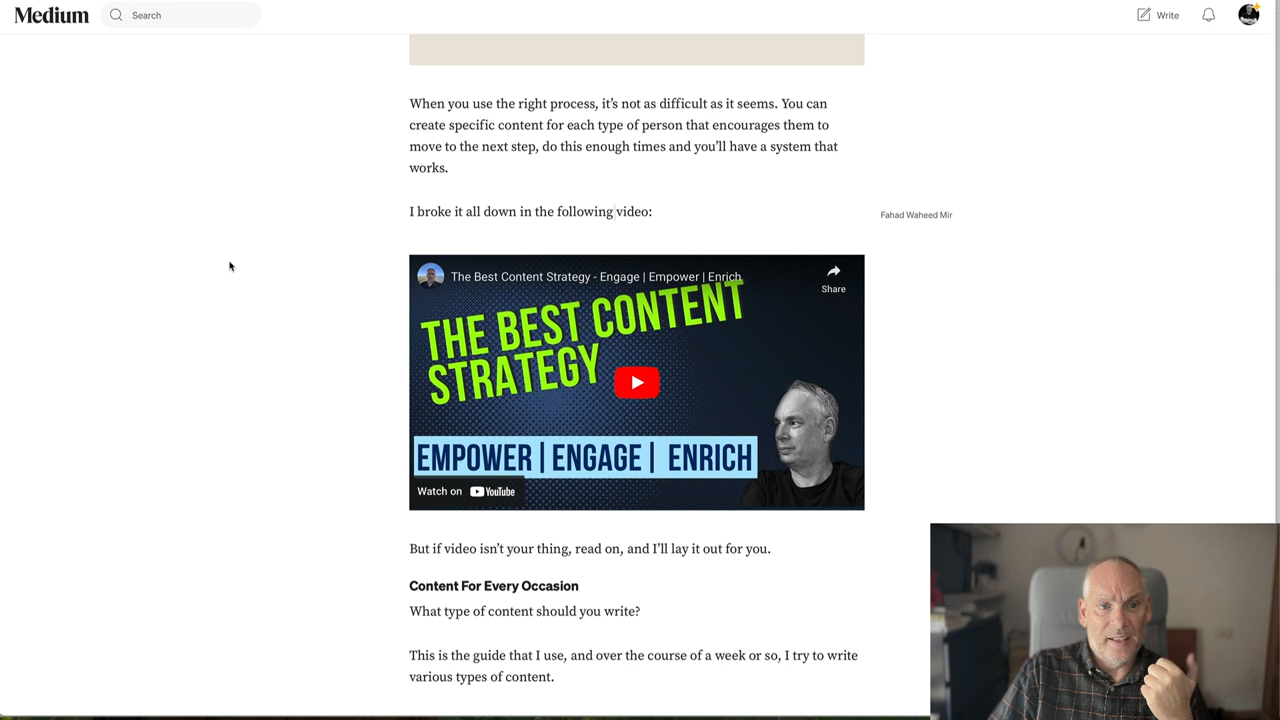 Medium
Search
Write
When you use the right process, it’s not as difficult as it seems. You can
create specific content for each type of person that encourages them to
move to the next step, do this enough times and you’ll have a system that
works.
I broke it all down in the following video:
Fahad Waheed Mir
The Best Content Strategy - Engage | Empower | Enrich
Share
THE BEST CONTENT
STRATEGY
EMPOWER | ENGAGE | ENRICH
Watch on YouTube
But if video isn’t your thing, read on, and I’ll lay it out for you.
Content For Every Occasion
What type of content should you write?
This is the guide that I use, and over the course of a week or so, I try to write
various types of content.